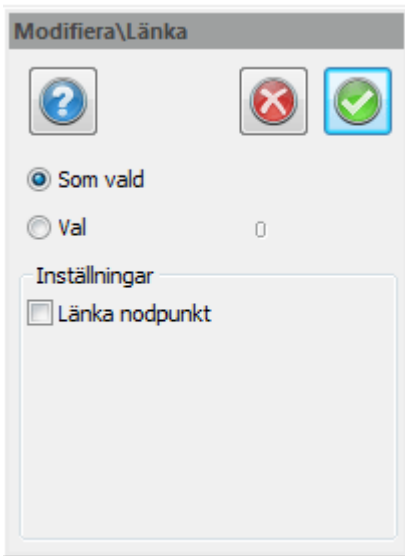 Modifiera\Länka
Som vald
Val 0
Inställningar
Länka nodpunkt